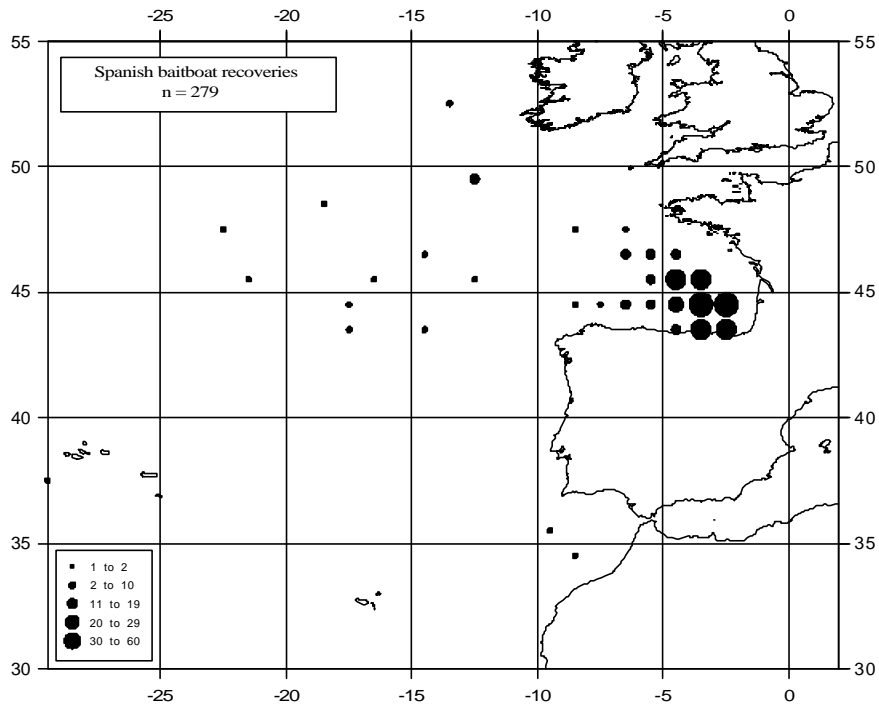 -25 -20 -15 -10 -5 0
55 55
Spanish baitboat recoveries
n = 279
50 50
45 45
40 40
35 35
1 to 2
2 to 10
11 to 19
20 to 29
30 to 60
30 30
-25 -20 -15 -10 -5 0